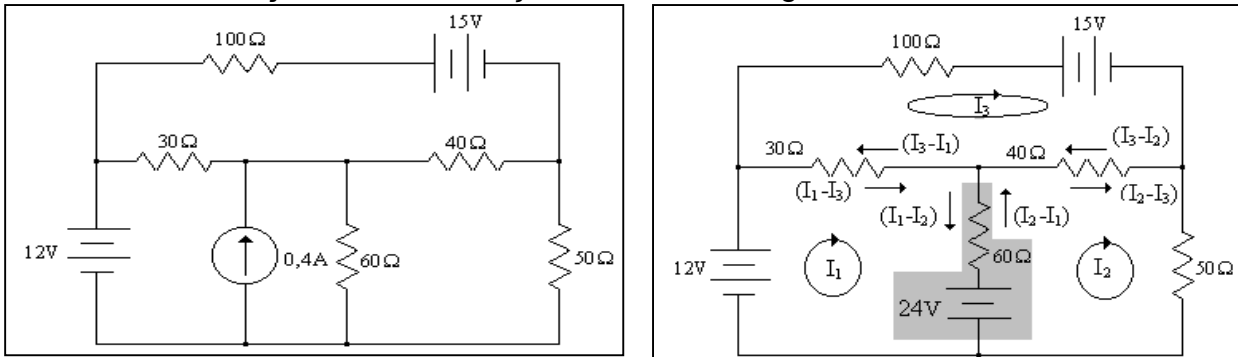 15V
100Ω
30Ω
40Ω
12V
0,4A
60Ω
50Ω
15V
100Ω
I₃
30Ω
(I₃-I₁)
40Ω
(I₃-I₂)
(I₁-I₃)
(I₂-I₃)
(I₁-I₂)
(I₂-I₁)
12V
I₁
60Ω
I₂
50Ω
24V